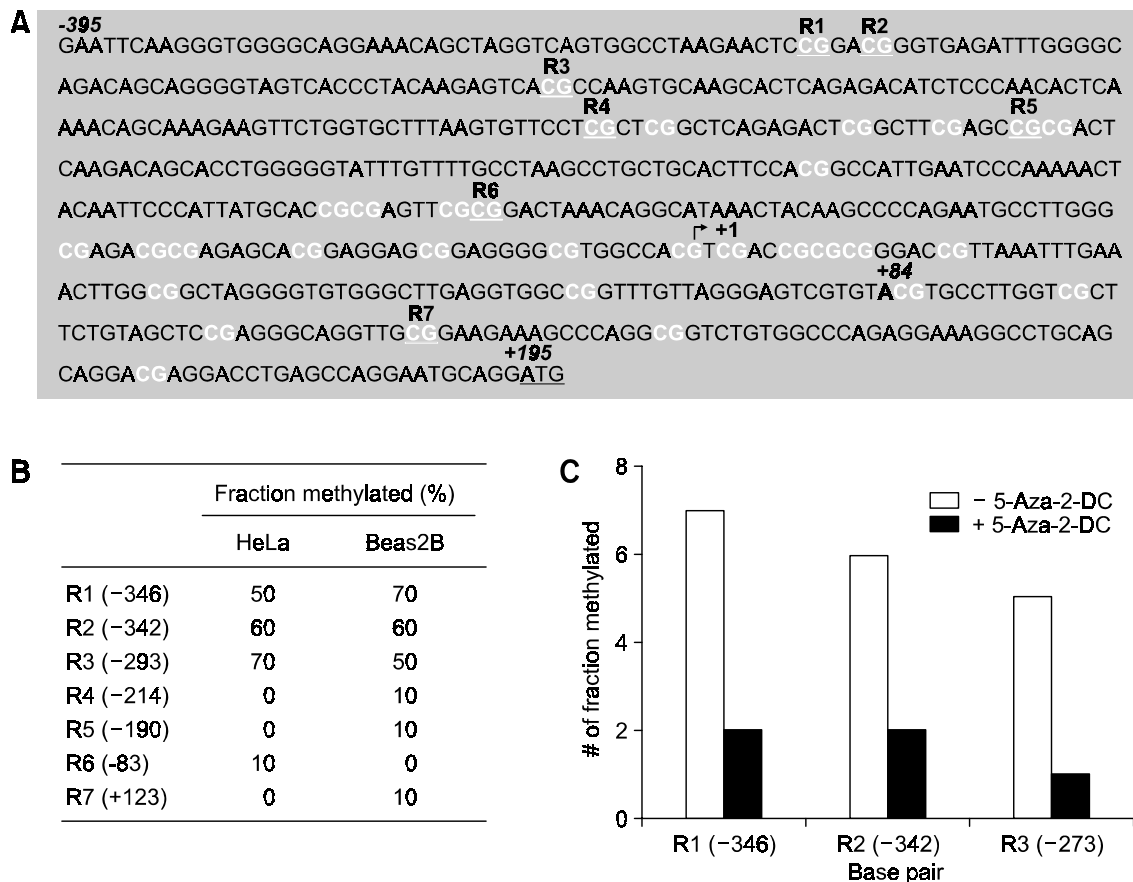 A
-395
R1 R2
GAATTCAAGGGTGGGGCAGGAAACAGCTAGGTCAGTGGCCTAAGAACTCCGGACGGGTGAGATTTGGGGC
R3
AGACAGCAGGGGTAGTCACCCTACAAGAGTCACGCCAAGTGCAAGCACTCAGAGACATCTCCCAACACTCA
R4 R5
AAACAGCAAAGAAGTTCTGGTGCTTTAAGTGTTCCTCGCTCGGCTCAGAGACTCGGCTTCGAGCCGCGACT
CAAGACAGCACCTGGGGGTATTTGTTTTGCCTAAGCCTGCTGCACTTCCACGGCCATTGAATCCCAAAAACT
R6
ACAATTCCCATTATGCACCGCGAGTTCGCGGACTAAACAGGCATAAACTACAAGCCCCAGAATGCCTTGGG
+1
CGAGACGCGAGAGCACGGAGGAGCGGAGGGGCGTGGCCACGTCGACCGCGCGGGACCGTTAAATTTGAA
+84
ACTTGGCGGCTAGGGGTGTGGGCTTGAGGTGGCCGGTTTGTTAGGGAGTCGTGTACGTGCCTTGGTCGCT
R7
TCTGTAGCTCCGAGGGCAGGTTGCGGAAGAAAGCCCAGGCGGTCTGTGGCCCAGAGGAAAGGCCTGCAG
+195
CAGGACGAGGACCTGAGCCAGGAATGCAGGATG
B
Fraction methylated (%)
HeLa Beas2B
R1 (−346) 50 70
R2 (−342) 60 60
R3 (−293) 70 50
R4 (−214) 0 10
R5 (−190) 0 10
R6 (-83) 10 0
R7 (+123) 0 10
C
8
6
4
2
0
# of fraction methylated
− 5-Aza-2-DC
+ 5-Aza-2-DC
R1 (−346) R2 (−342) R3 (−273)
Base pair